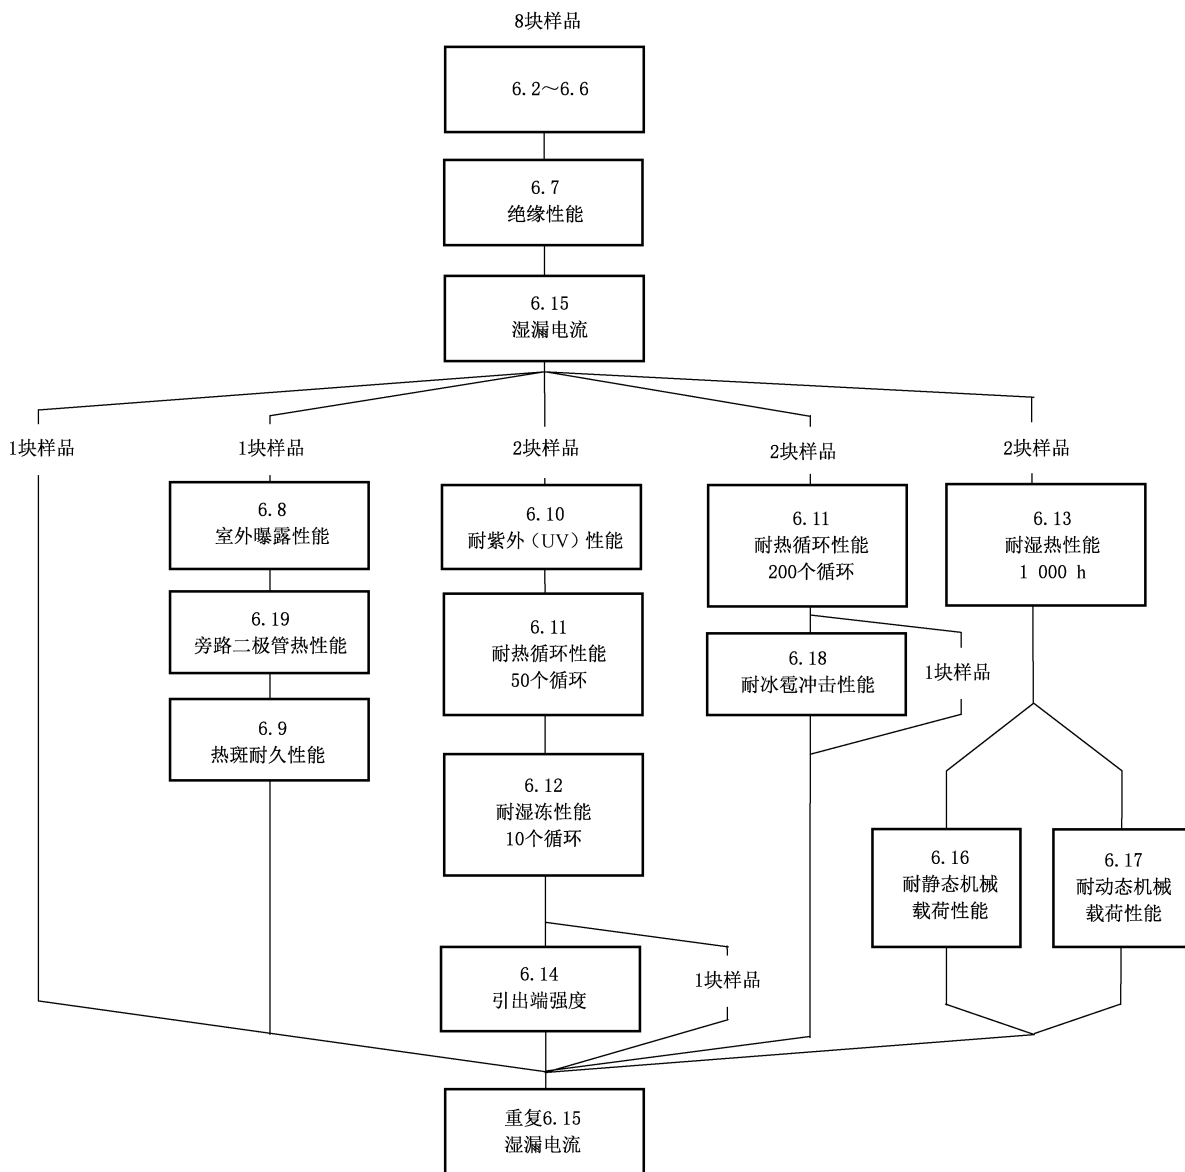 8块样品
6.2～6.6
6.7
绝缘性能
6.15
湿漏电流
1块样品
1块样品
2块样品
2块样品
2块样品
6.8
室外曝露性能
6.19
旁路二极管热性能
6.9
热斑耐久性能
6.10
耐紫外（UV）性能
6.11
耐热循环性能
50个循环
6.12
耐湿冻性能
10个循环
6.14
引出端强度
1块样品
6.11
耐热循环性能
200个循环
6.18
耐冰雹冲击性能
1块样品
6.13
耐湿热性能
1 000 h
6.16
耐静态机械
载荷性能
6.17
耐动态机械
载荷性能
重复6.15
湿漏电流